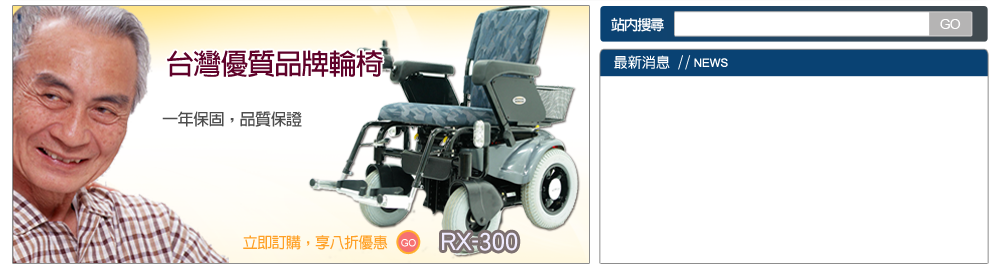 台灣優質品牌輪椅
一年保固，品質保證
立即訂購，享八折優惠 GO
RX-300
站內搜尋 GO
最新消息 // NEWS